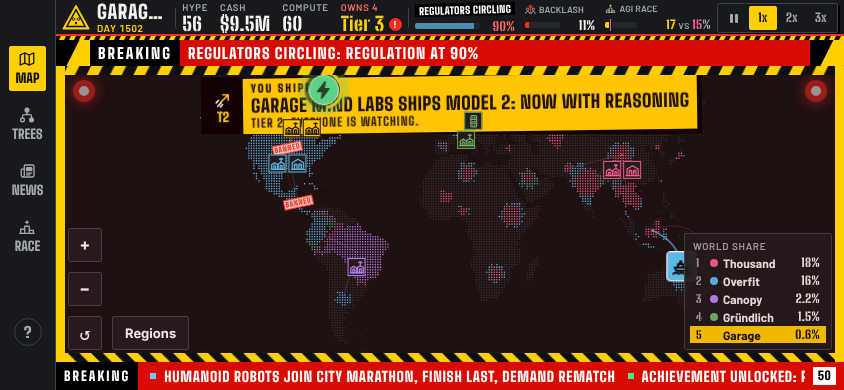 GARAG...
DAY 1502
HYPE
56
CASH
$9.5M
COMPUTE
60
OWNS 4
Tier 3 !
REGULATORS CIRCLING
90%
BACKLASH
11%
AGI RACE
17 vs 15%
1x
2x
3x
BREAKING
REGULATORS CIRCLING: REGULATION AT 90%
MAP
TREES
NEWS
RACE
?
T2
YOU SHIPPED
GARAGE MIND LABS SHIPS MODEL 2: NOW WITH REASONING
TIER 2. EVERYONE IS WATCHING.
BANNED
BANNED
+
−
↺
Regions
WORLD SHARE
1 Thousand 18%
2 Overfit 16%
3 Canopy 2.2%
4 Gründlich 1.5%
5 Garage 0.6%
BREAKING
HUMANOID ROBOTS JOIN CITY MARATHON, FINISH LAST, DEMAND REMATCH
ACHIEVEMENT UNLOCKED:
50